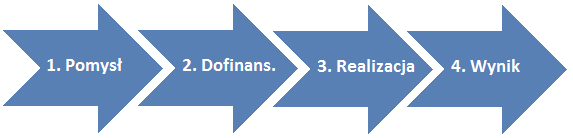 1. Pomysł
2. Dofinans.
3. Realizacja
4. Wynik